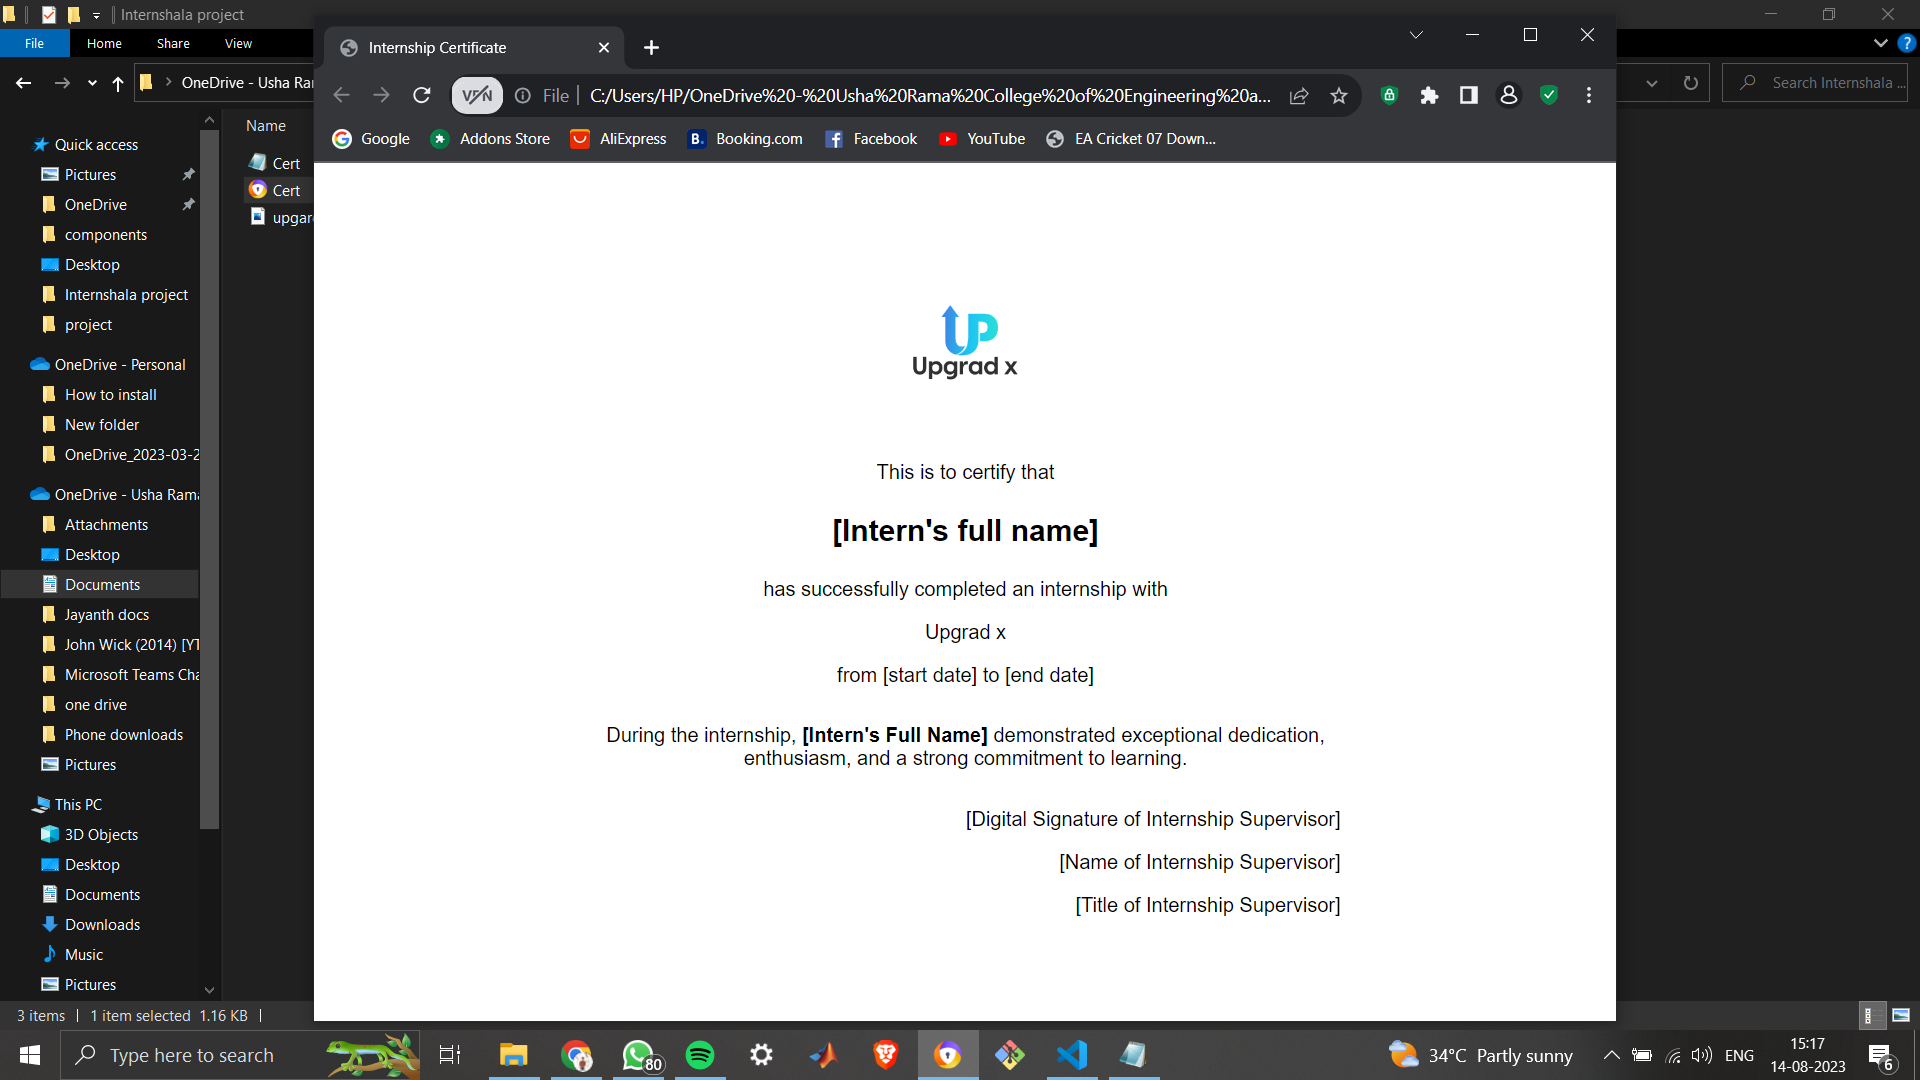 Internshala project
File
Home
Share
View
OneDrive - Usha Ra
Search Internshala ...
Internship Certificate
VPN
File
C:/Users/HP/OneDrive%20-%20Usha%20Rama%20College%20of%20Engineering%20a...
Google
Addons Store
AliExpress
B.
Booking.com
Facebook
YouTube
EA Cricket 07 Down...
Quick access
Pictures
OneDrive
components
Desktop
Internshala project
project
OneDrive - Personal
How to install
New folder
OneDrive_2023-03-2
OneDrive - Usha Rama
Attachments
Desktop
Documents
Jayanth docs
John Wick (2014) [YT
Microsoft Teams Cha
one drive
Phone downloads
Pictures
This PC
3D Objects
Desktop
Documents
Downloads
Music
Pictures
Name
Cert
Cert
upgar
UP
Upgrad x
This is to certify that
[Intern's full name]
has successfully completed an internship with
Upgrad x
from [start date] to [end date]
During the internship, [Intern's Full Name] demonstrated exceptional dedication,
enthusiasm, and a strong commitment to learning.
[Digital Signature of Internship Supervisor]
[Name of Internship Supervisor]
[Title of Internship Supervisor]
3 items
1 item selected 1.16 KB
Type here to search
80
34°C Partly sunny
ENG
15:17
14-08-2023
6